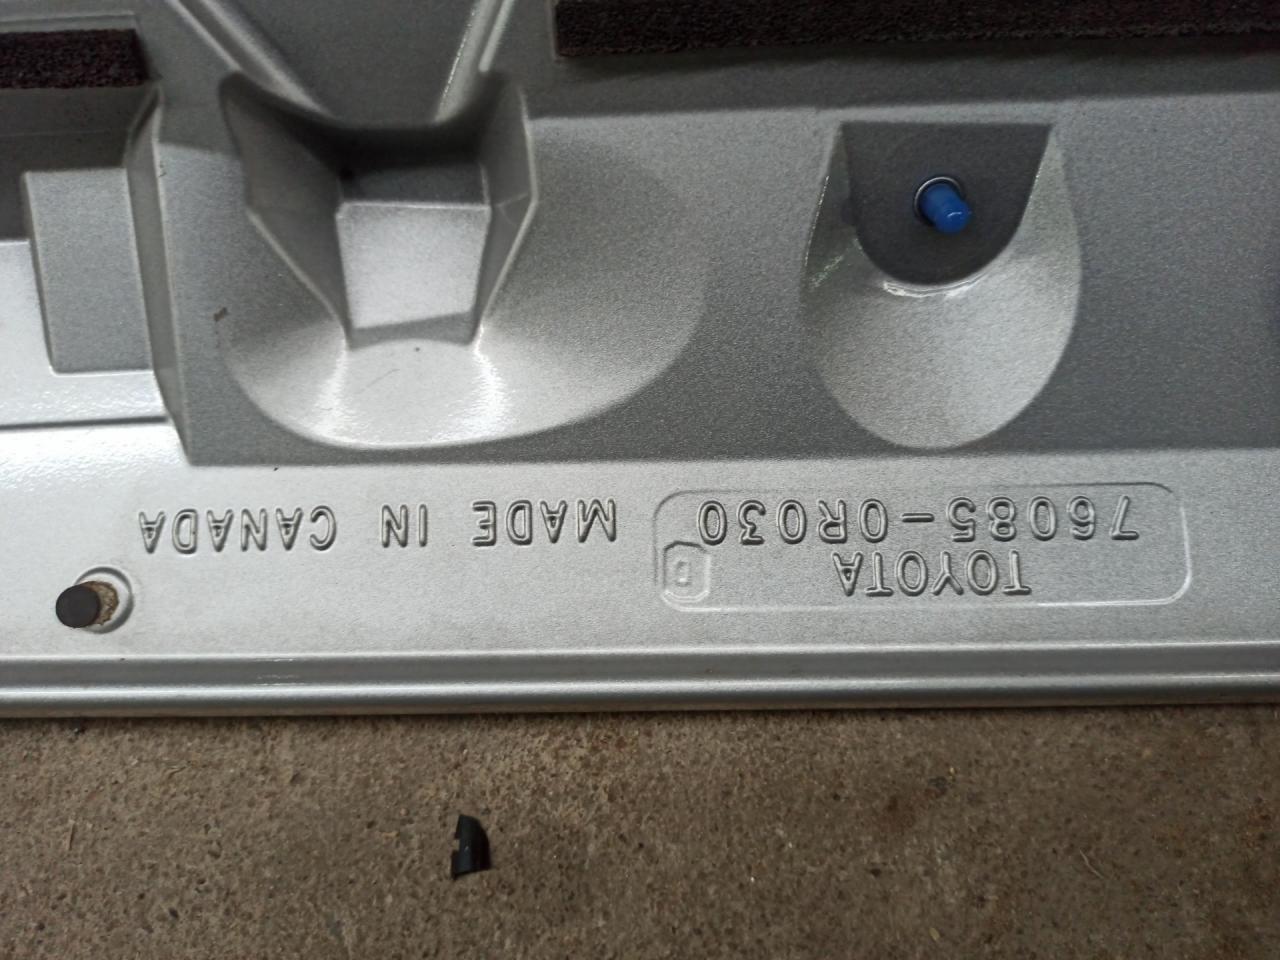 TOYOTA
76085-0R030
D
MADE IN CANADA